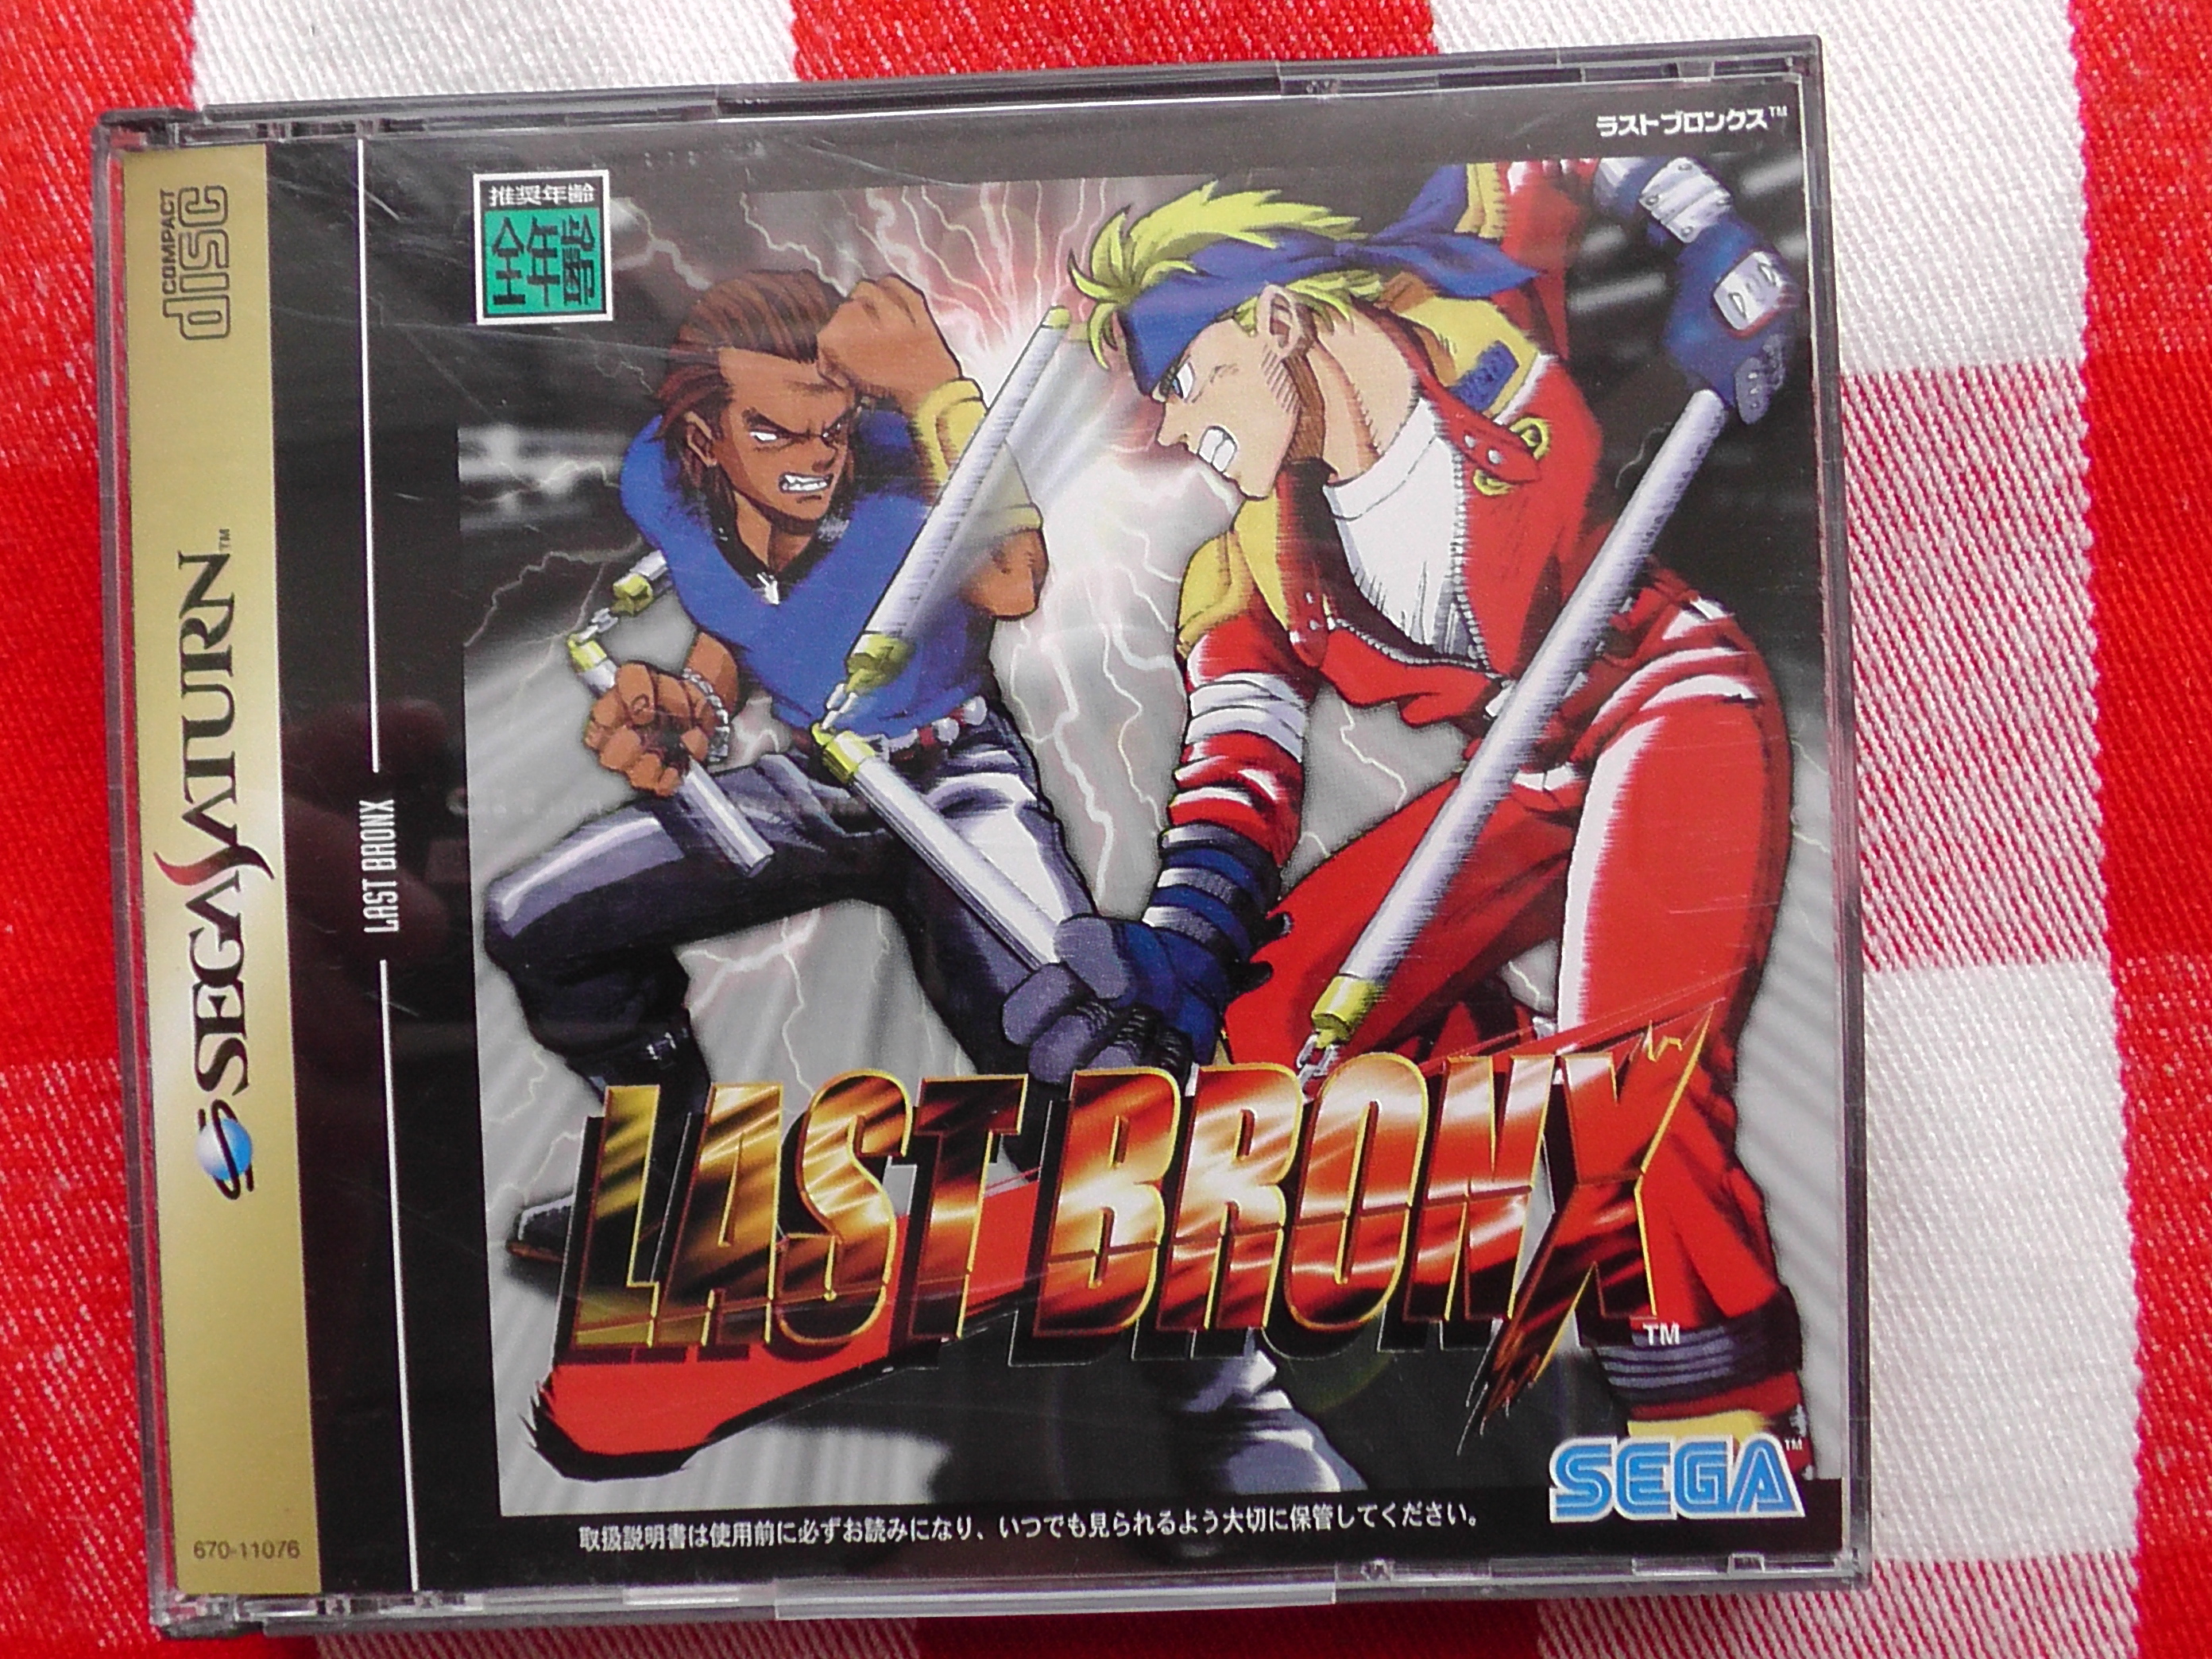 ラストブロンクス™
推奨年齢
全年齢
COMPACT
disc
SEGA SATURN™
LAST BRONX
LAST BRONX™
SEGA™
取扱説明書は使用前に必ずお読みになり、いつでも見られるよう大切に保管してください。
670-11076